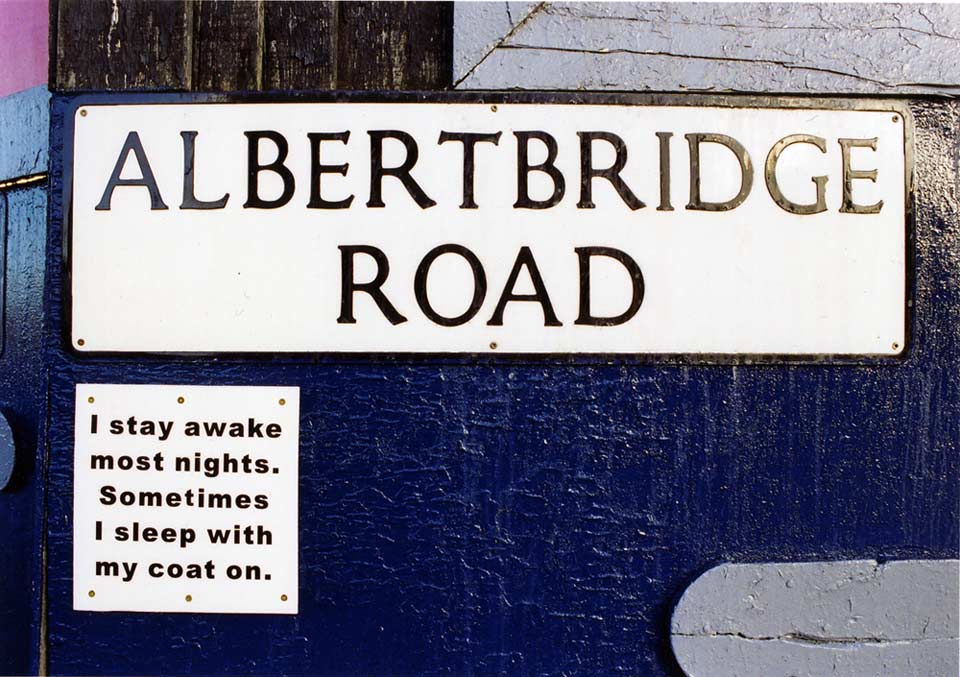 ALBERTBRIDGE
ROAD
I stay awake
most nights.
Sometimes
I sleep with
my coat on.